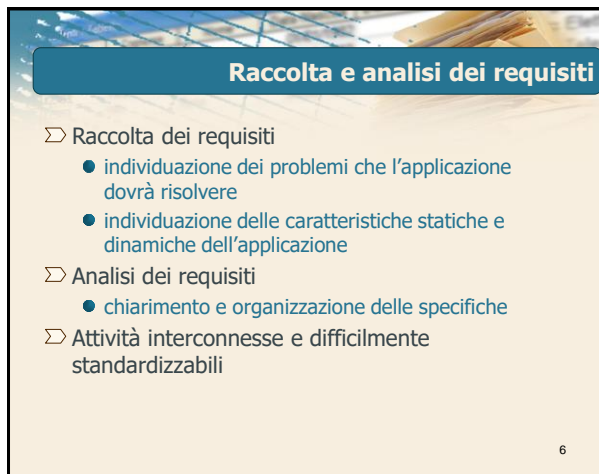 Raccolta e analisi dei requisiti
Raccolta dei requisiti
individuazione dei problemi che l'applicazione
dovrà risolvere
individuazione delle caratteristiche statiche e
dinamiche dell'applicazione
Analisi dei requisiti
chiarimento e organizzazione delle specifiche
Attività interconnesse e difficilmente
standardizzabili
6